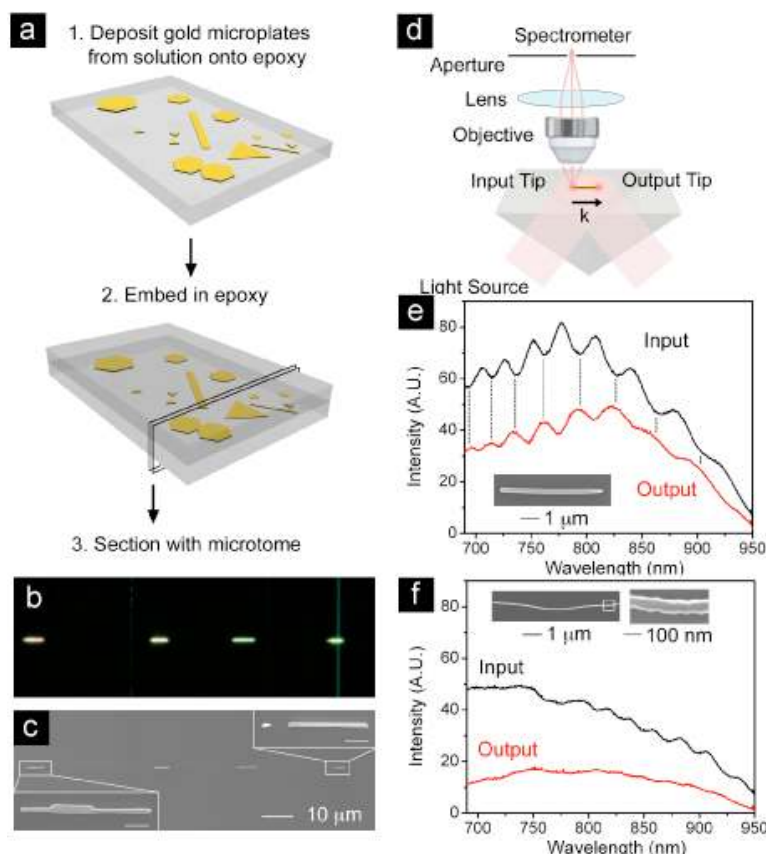 a
1. Deposit gold microplates
from solution onto epoxy
2. Embed in epoxy
3. Section with microtome
b
c
10 μm
d
Spectrometer
Aperture
Lens
Objective
Input Tip
Output Tip
k
Light Source
e
80
60
40
20
0
Intensity (A.U.)
Input
Output
1 μm
700 750 800 850 900 950
Wavelength (nm)
f
80
60
40
20
0
Intensity (A.U.)
1 μm
100 nm
Input
Output
700 750 800 850 900 950
Wavelength (nm)